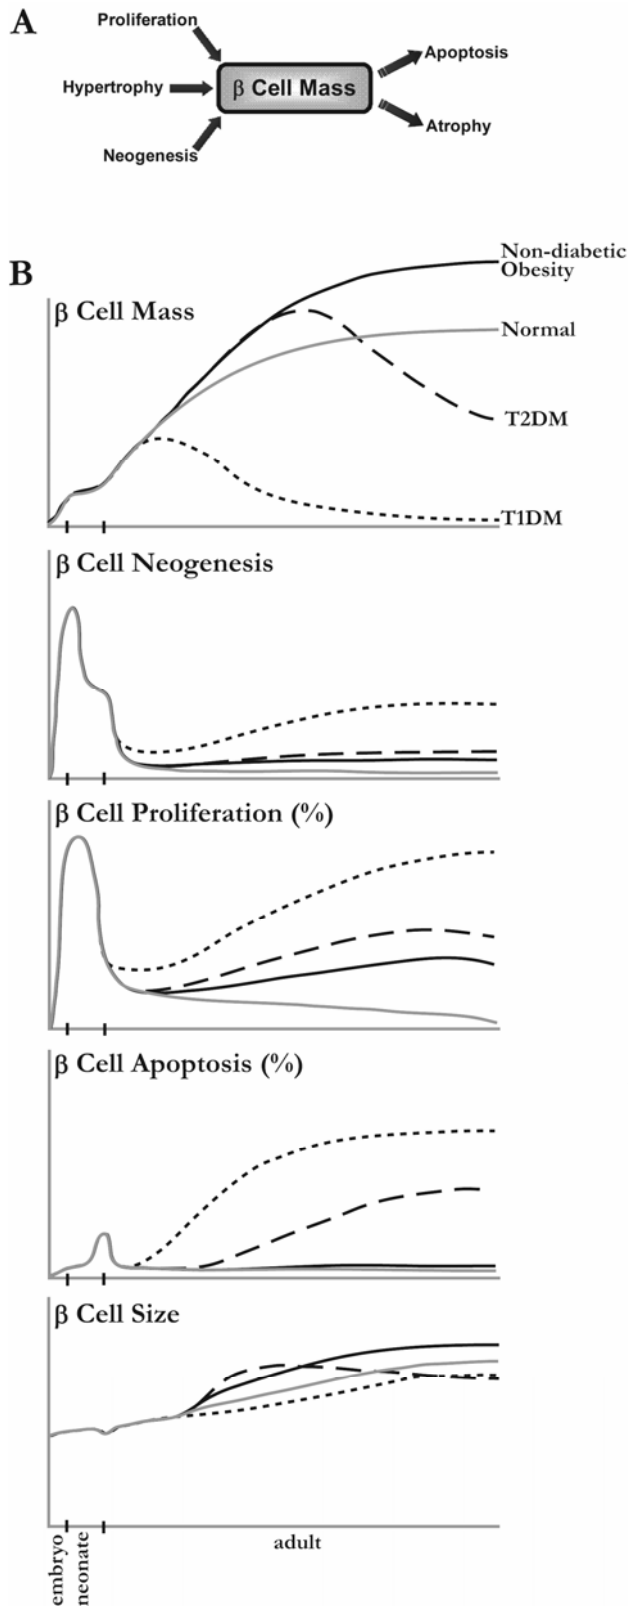 A
Proliferation
Hypertrophy
Neogenesis
β Cell Mass
Apoptosis
Atrophy
B
β Cell Mass
Non-diabetic
Obesity
Normal
T2DM
T1DM
β Cell Neogenesis
β Cell Proliferation (%)
β Cell Apoptosis (%)
β Cell Size
embryo
neonate
adult